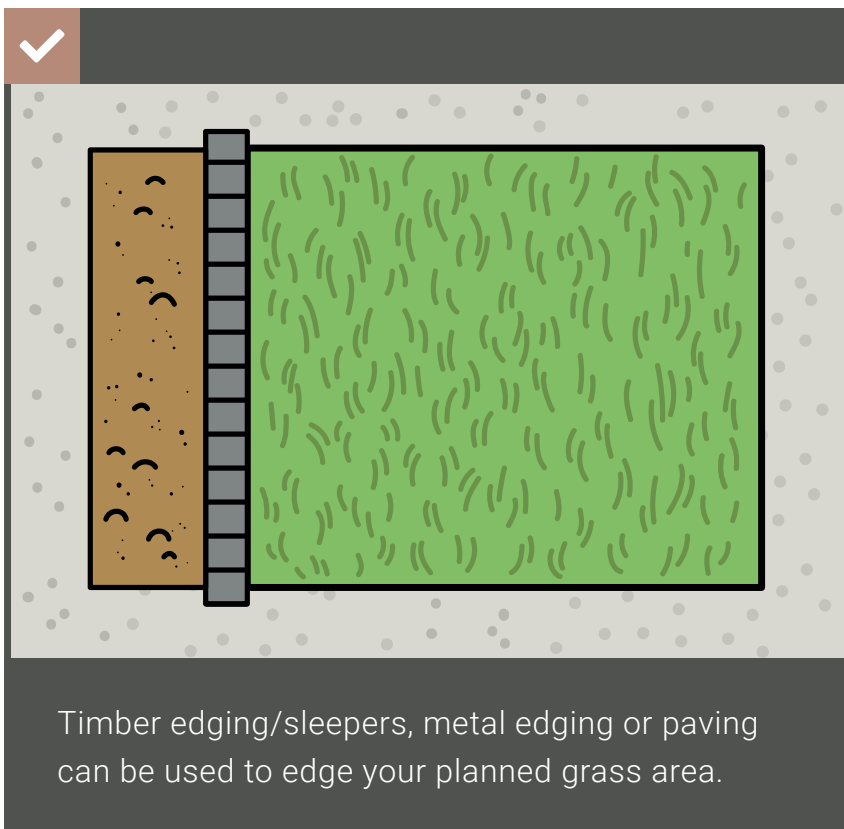 Timber edging/sleepers, metal edging or paving
can be used to edge your planned grass area.